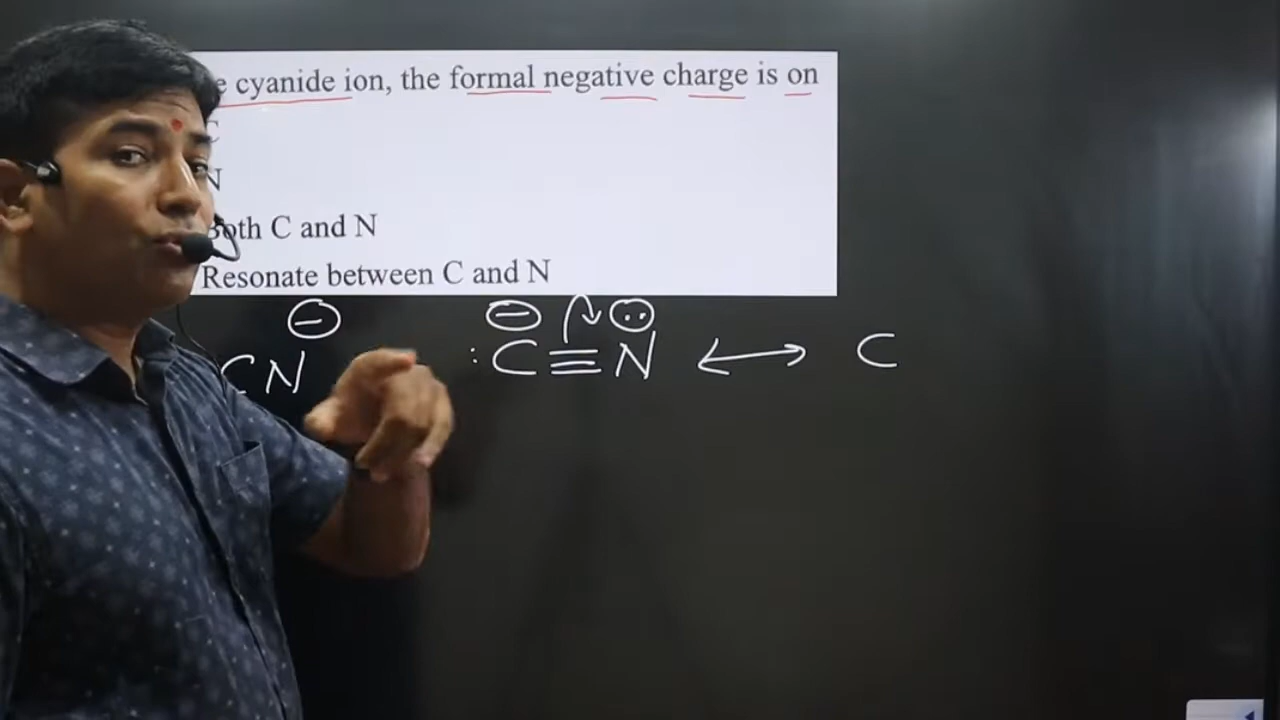 cyanide ion, the formal negative charge is on
C
N
Both C and N
Resonate between C and N
CN⊖ :C≡N ⟷ C